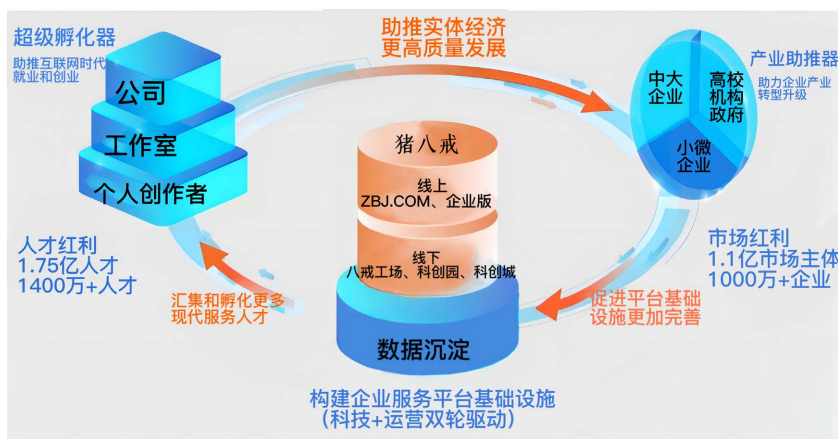 超级孵化器
助推互联网时代
就业和创业
公司
工作室
个人创作者
人才红利
1.75亿人才
1400万+人才
助推实体经济
更高质量发展
产业助推器
助力企业产业
转型升级
中大
企业
高校
机构
政府
小微
企业
市场红利
1.1亿市场主体
1000万+企业
促进平台基础
设施更加完善
猪八戒
线上
ZBJ.COM、企业版
线下
八戒工场、科创园、科创城
数据沉淀
构建企业服务平台基础设施
(科技+运营双轮驱动)
汇集和孵化更多
现代服务人才